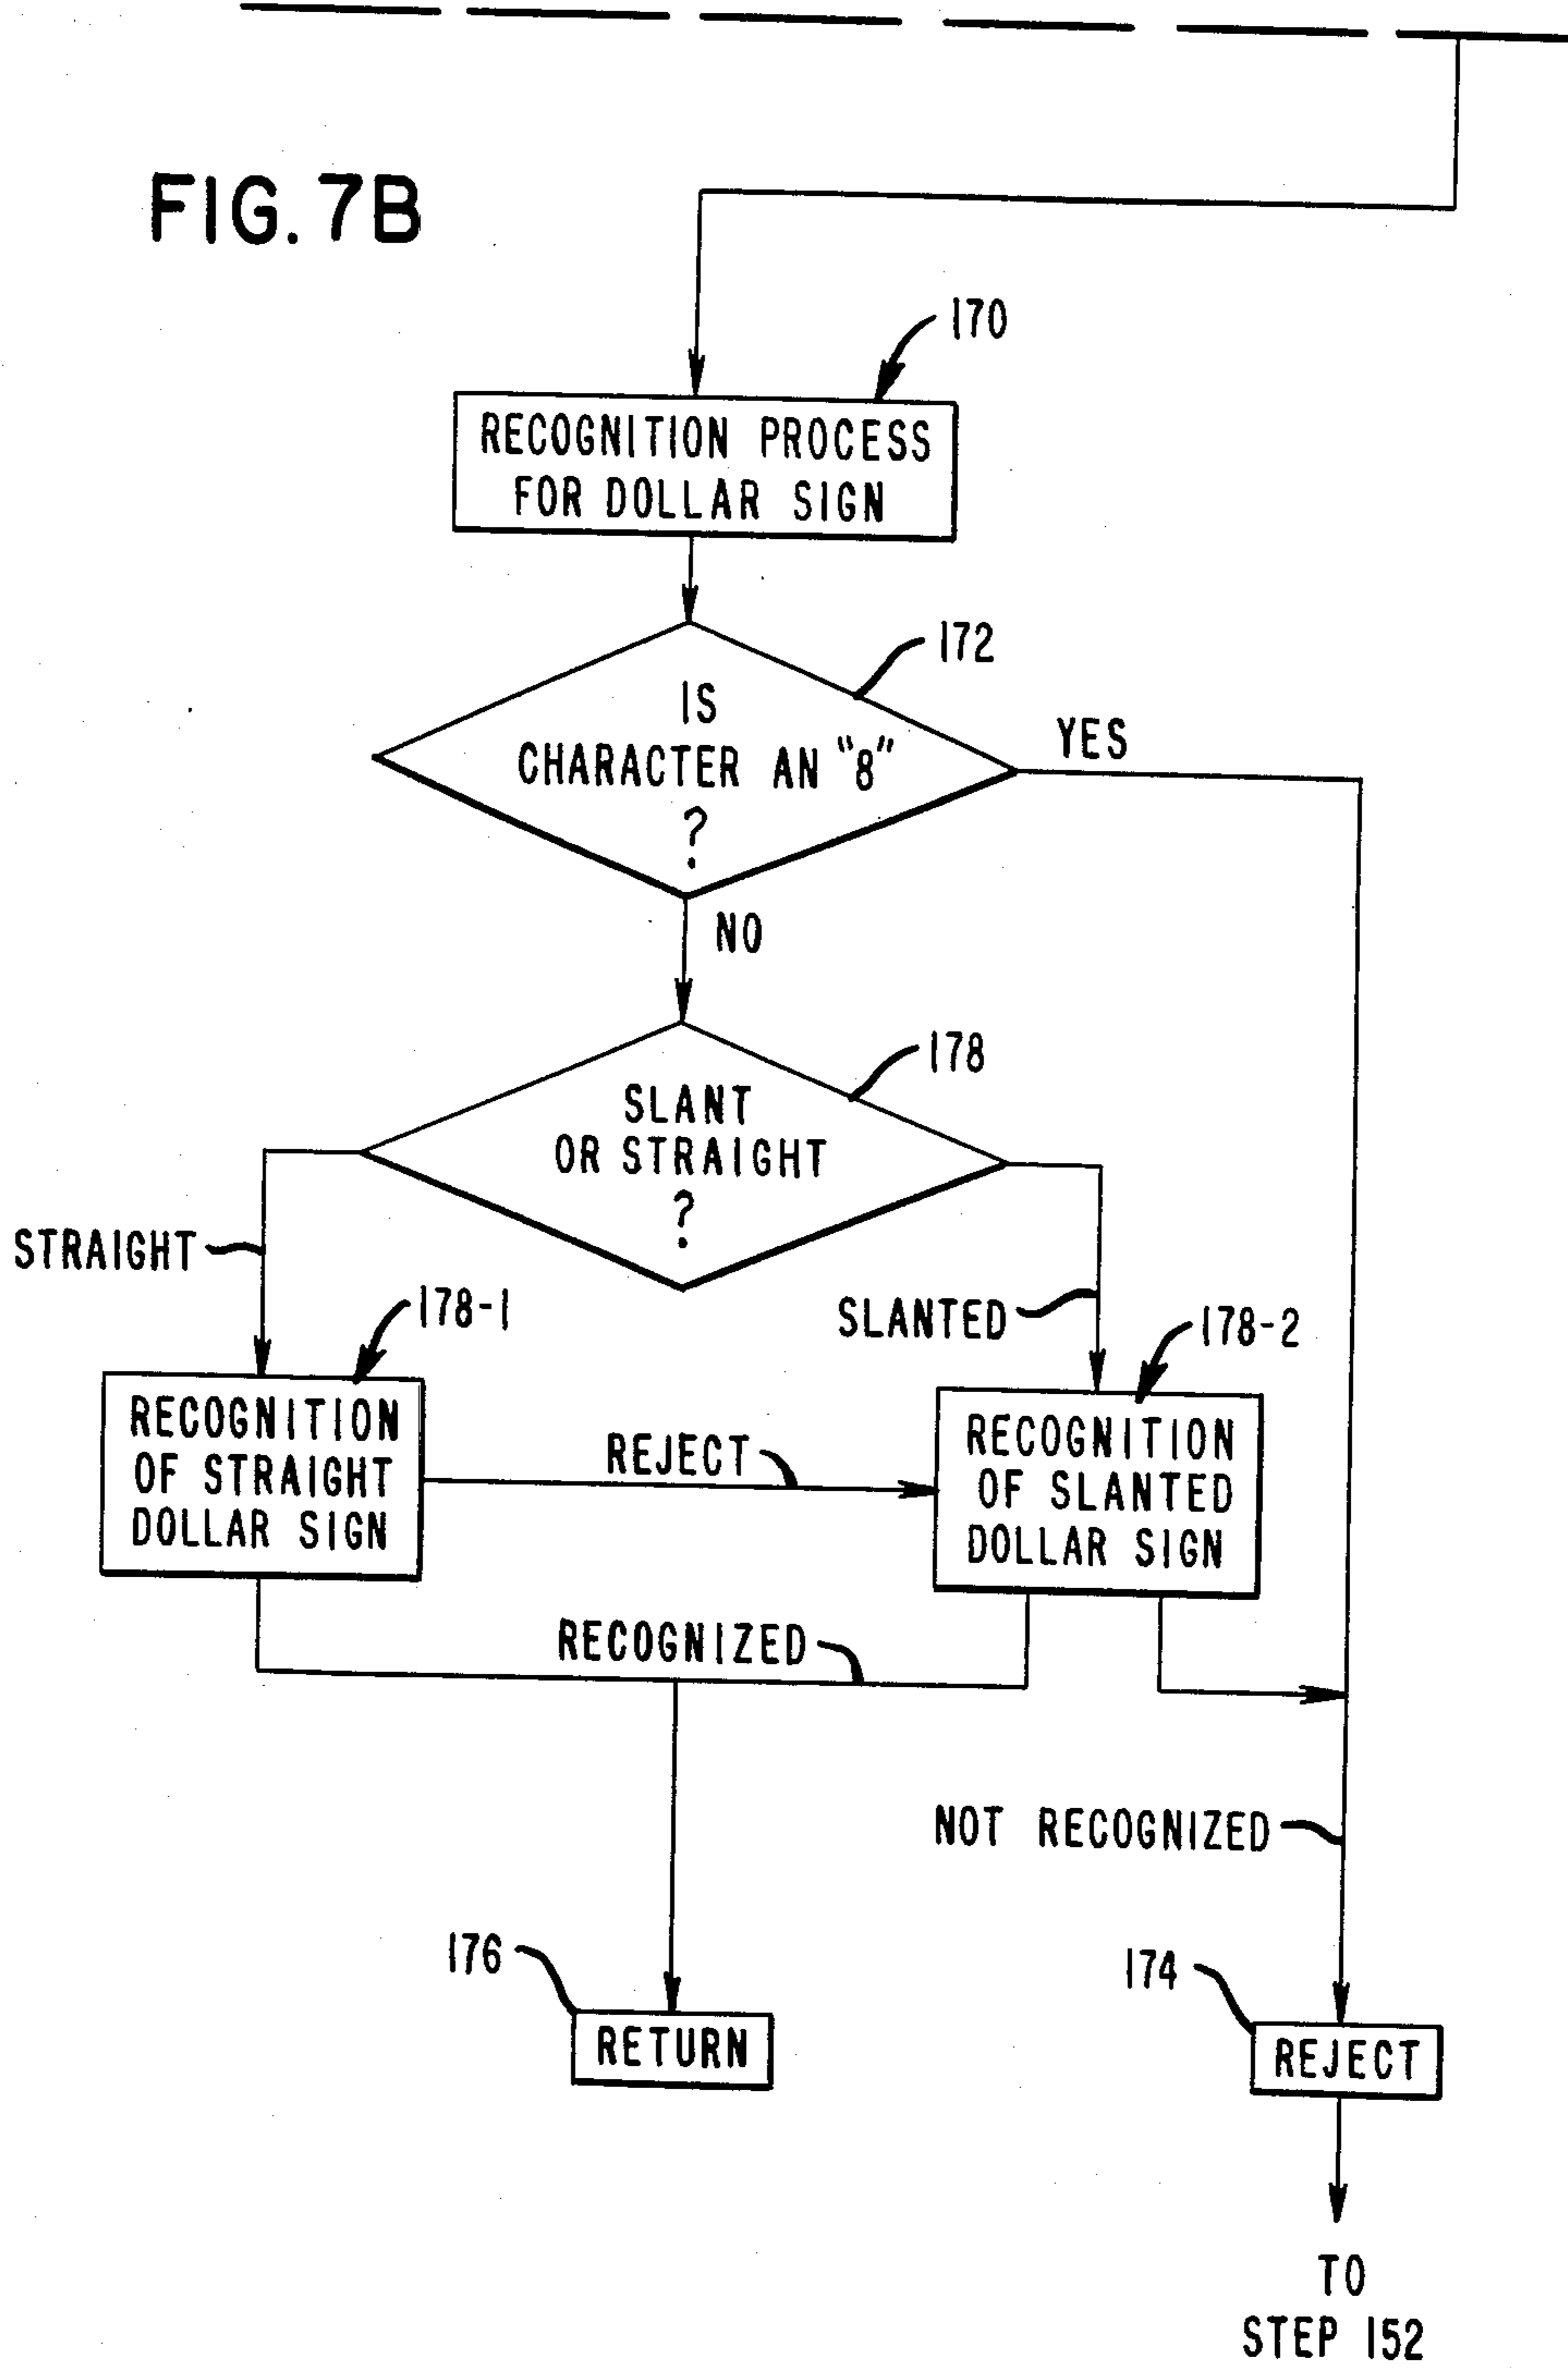 FIG. 7B
170
RECOGNITION PROCESS
FOR DOLLAR SIGN
172
IS
CHARACTER AN "8"
?
YES
NO
178
SLANT
OR STRAIGHT
?
STRAIGHT
178-1
SLANTED
178-2
RECOGNITION
OF STRAIGHT
DOLLAR SIGN
REJECT
RECOGNITION
OF SLANTED
DOLLAR SIGN
RECOGNIZED
NOT RECOGNIZED
176
RETURN
174
REJECT
TO
STEP 152